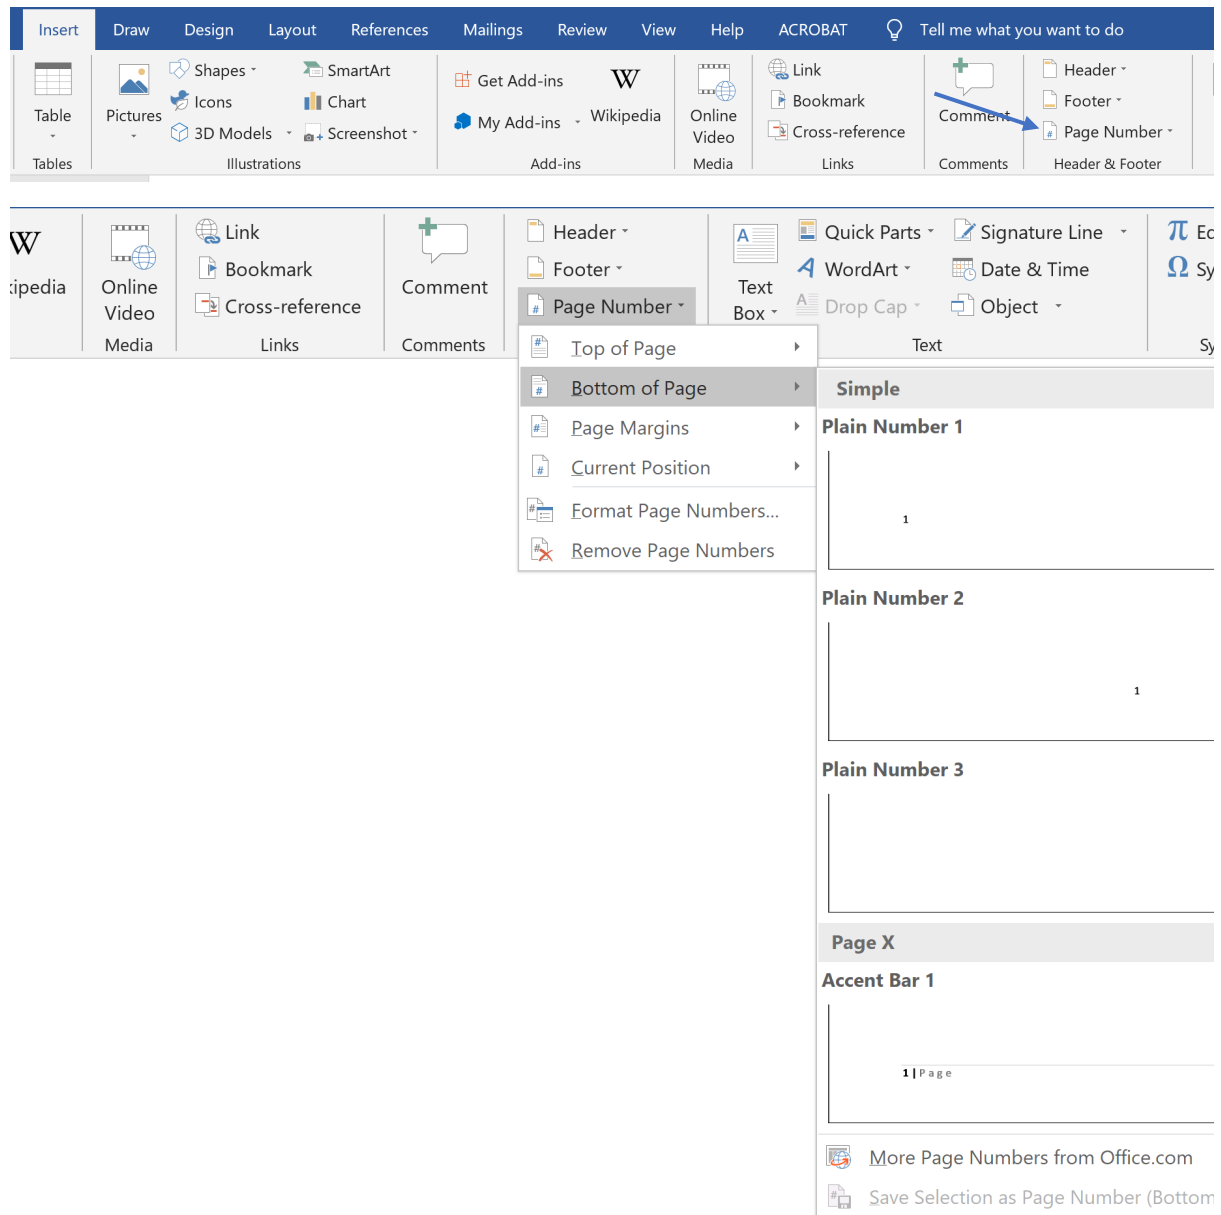 Insert Draw Design Layout References Mailings Review View Help ACROBAT Tell me what you want to do
Table
Tables
Pictures
Shapes
Icons
3D Models
SmartArt
Chart
Screenshot
Illustrations
Get Add-ins
My Add-ins
W
Wikipedia
Add-ins
Online
Video
Media
Link
Bookmark
Cross-reference
Links
Comment
Comments
Header
Footer
# Page Number
Header & Footer
W
kipedia
Online
Video
Media
Link
Bookmark
Cross-reference
Links
Comment
Comments
Header
Footer
# Page Number
A
Text
Box
Quick Parts
A WordArt
A Drop Cap
Signature Line
Date & Time
Object
Text
π Ec
Ω Sy
Sy
# Top of Page
# Bottom of Page
# Page Margins
# Current Position
# Format Page Numbers...
# Remove Page Numbers
Simple
Plain Number 1
1
Plain Number 2
1
Plain Number 3
Page X
Accent Bar 1
1 | Page
More Page Numbers from Office.com
# Save Selection as Page Number (Bottom